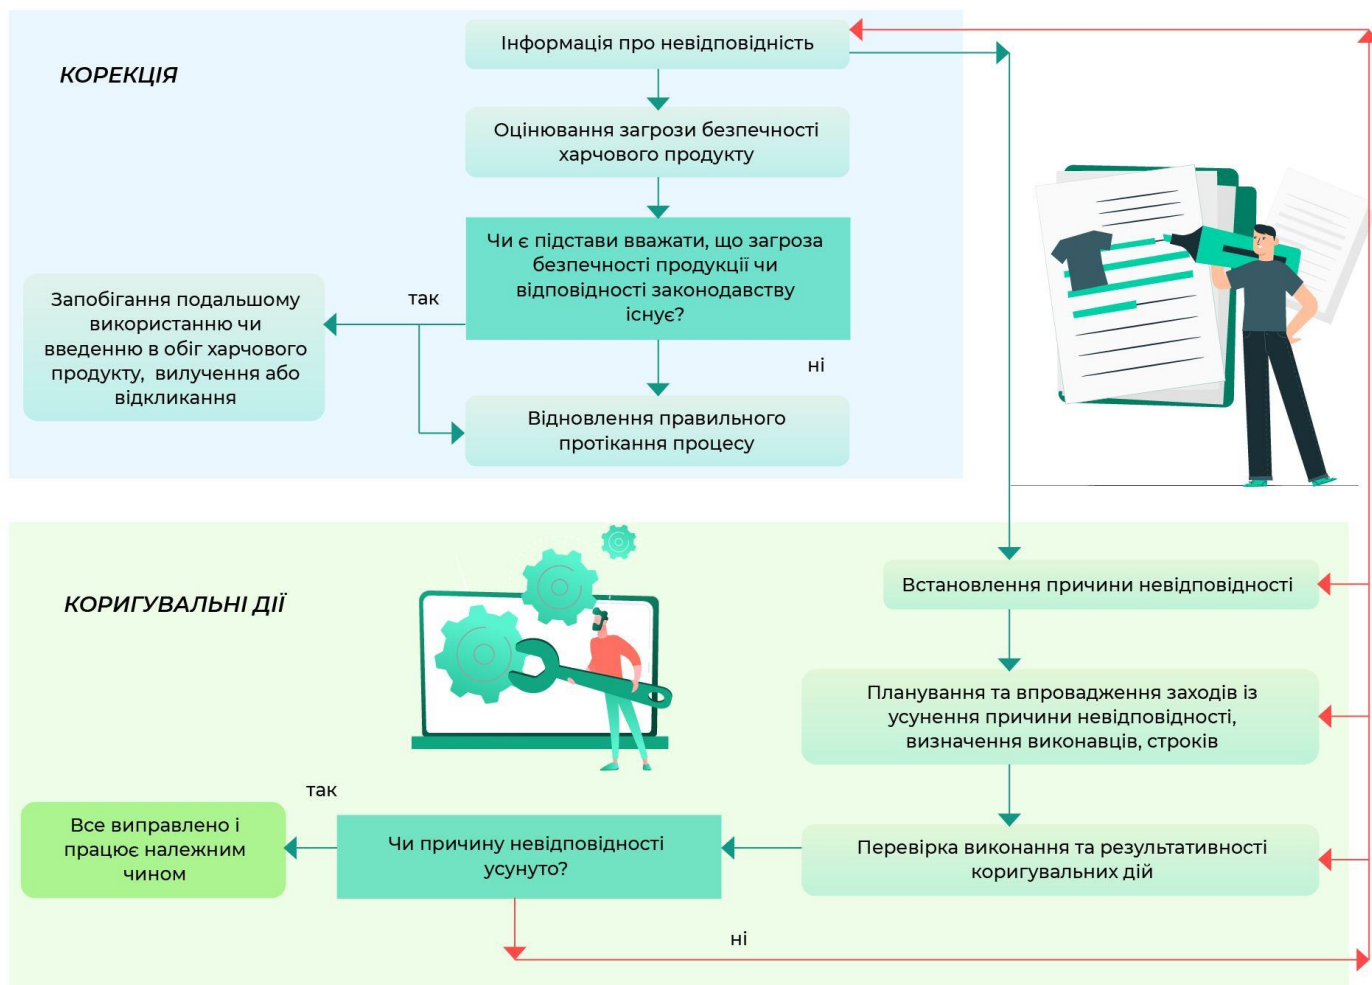 КОРЕКЦІЯ
Інформація про невідповідність
Оцінювання загрози безпечності
харчового продукту
Чи є підстави вважати, що загроза
безпечності продукції чи
відповідності законодавству
існує?
так
Запобігання подальшому
використанню чи
введенню в обіг харчового
продукту, вилучення або
відкликання
ні
Відновлення правильного
протікання процесу
КОРИГУВАЛЬНІ ДІЇ
Встановлення причини невідповідності
Планування та впровадження заходів із
усунення причини невідповідності,
визначення виконавців, строків
Перевірка виконання та результативності
коригувальних дій
Чи причину невідповідності
усунуто?
так
Все виправлено і
працює належним
чином
ні